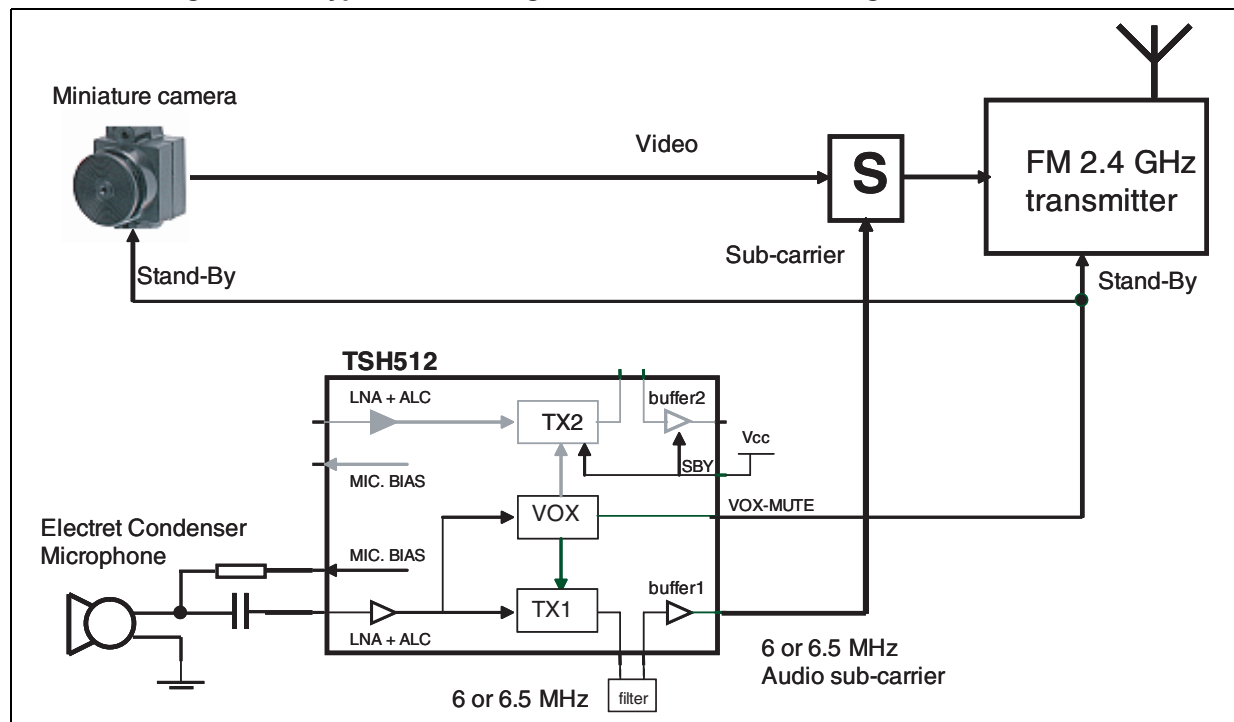 Miniature camera
Video
S
FM 2.4 GHz
transmitter
Sub-carrier
Stand-By
Stand-By
TSH512
LNA + ALC
TX2
buffer2
Vcc
SBY
MIC. BIAS
VOX
VOX-MUTE
Electret Condenser
Microphone
MIC. BIAS
TX1
buffer1
LNA + ALC
6 or 6.5 MHz
Audio sub-carrier
6 or 6.5 MHz
filter